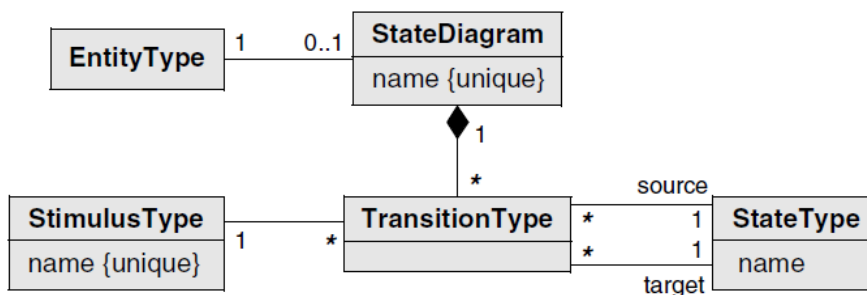 StateDiagram
EntityType 1 0..1
name {unique}
1
*
source
StimulusType TransitionType * 1 StateType
1 * * 1
name {unique} name
target